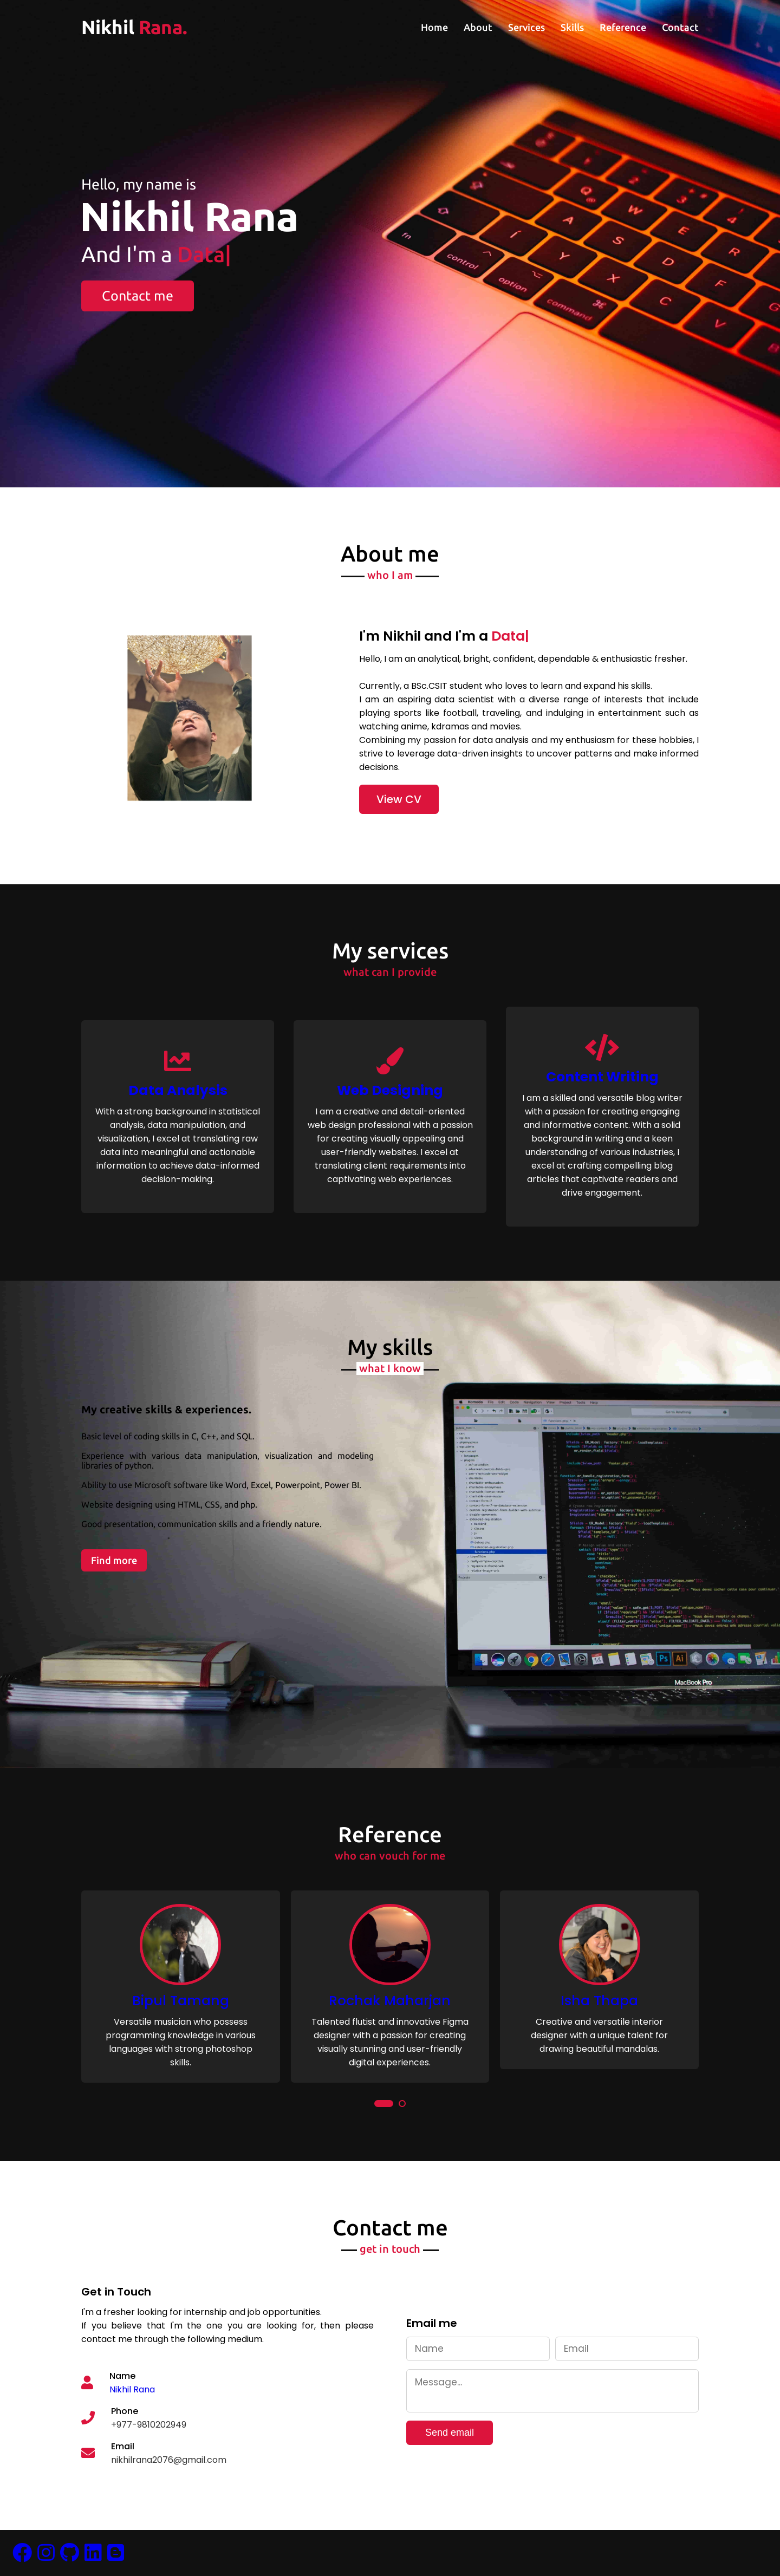 Nikhil Rana.
Home About Services Skills Reference Contact
Hello, my name is
Nikhil Rana
And I'm a Data|
Contact me
fn
control
option
command
About me
who I am
I'm Nikhil and I'm a Data|
Hello, I am an analytical, bright, confident, dependable & enthusiastic fresher.
Currently, a BSc.CSIT student who loves to learn and expand his skills.
I am an aspiring data scientist with a diverse range of interests that include
playing sports like football, traveling, and indulging in entertainment such as
watching anime, kdramas and movies.
Combining my passion for data analysis and my enthusiasm for these hobbies, I
strive to leverage data-driven insights to uncover patterns and make informed
decisions.
View CV
My services
what can I provide
Data Analysis
With a strong background in statistical
analysis, data manipulation, and
visualization, I excel at translating raw
data into meaningful and actionable
information to achieve data-informed
decision-making.
Web Designing
I am a creative and detail-oriented
web design professional with a passion
for creating visually appealing and
user-friendly websites. I excel at
translating client requirements into
captivating web experiences.
Content Writing
I am a skilled and versatile blog writer
with a passion for creating engaging
and informative content. With a solid
background in writing and a keen
understanding of various industries, I
excel at crafting compelling blog
articles that captivate readers and
drive engagement.
My skills
what I know
My creative skills & experiences.
Basic level of coding skills in C, C++, and SQL.
Experience with various data manipulation, visualization and modeling
libraries of python.
Ability to use Microsoft software like Word, Excel, Powerpoint, Power BI.
Website designing using HTML, CSS, and php.
Good presentation, communication skills and a friendly nature.
Find more
MacBook Pro
Reference
who can vouch for me
Bipul Tamang
Versatile musician who possess
programming knowledge in various
languages with strong photoshop
skills.
Rochak Maharjan
Talented flutist and innovative Figma
designer with a passion for creating
visually stunning and user-friendly
digital experiences.
Isha Thapa
Creative and versatile interior
designer with a unique talent for
drawing beautiful mandalas.
Contact me
get in touch
Get in Touch
I'm a fresher looking for internship and job opportunities.
If you believe that I'm the one you are looking for, then please
contact me through the following medium.
Name
Nikhil Rana
Phone
+977-9810202949
Email
nikhilrana2076@gmail.com
Email me
Name
Email
Message...
Send email